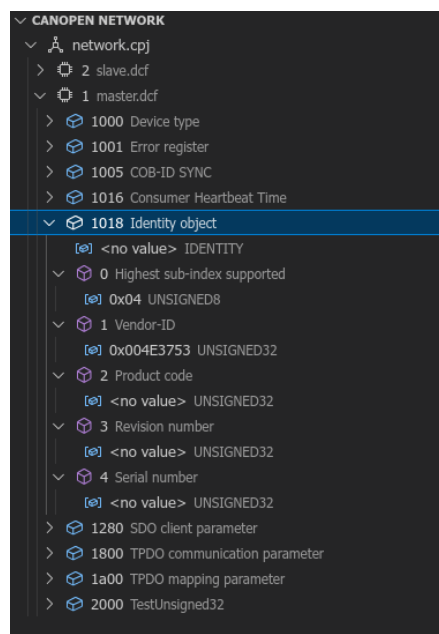 CANOPEN NETWORK
network.cpj
2 slave.dcf
1 master.dcf
1000 Device type
1001 Error register
1005 COB-ID SYNC
1016 Consumer Heartbeat Time
1018 Identity object
<no value> IDENTITY
0 Highest sub-index supported
0x04 UNSIGNED8
1 Vendor-ID
0x004E3753 UNSIGNED32
2 Product code
<no value> UNSIGNED32
3 Revision number
<no value> UNSIGNED32
4 Serial number
<no value> UNSIGNED32
1280 SDO client parameter
1800 TPDO communication parameter
1a00 TPDO mapping parameter
2000 TestUnsigned32